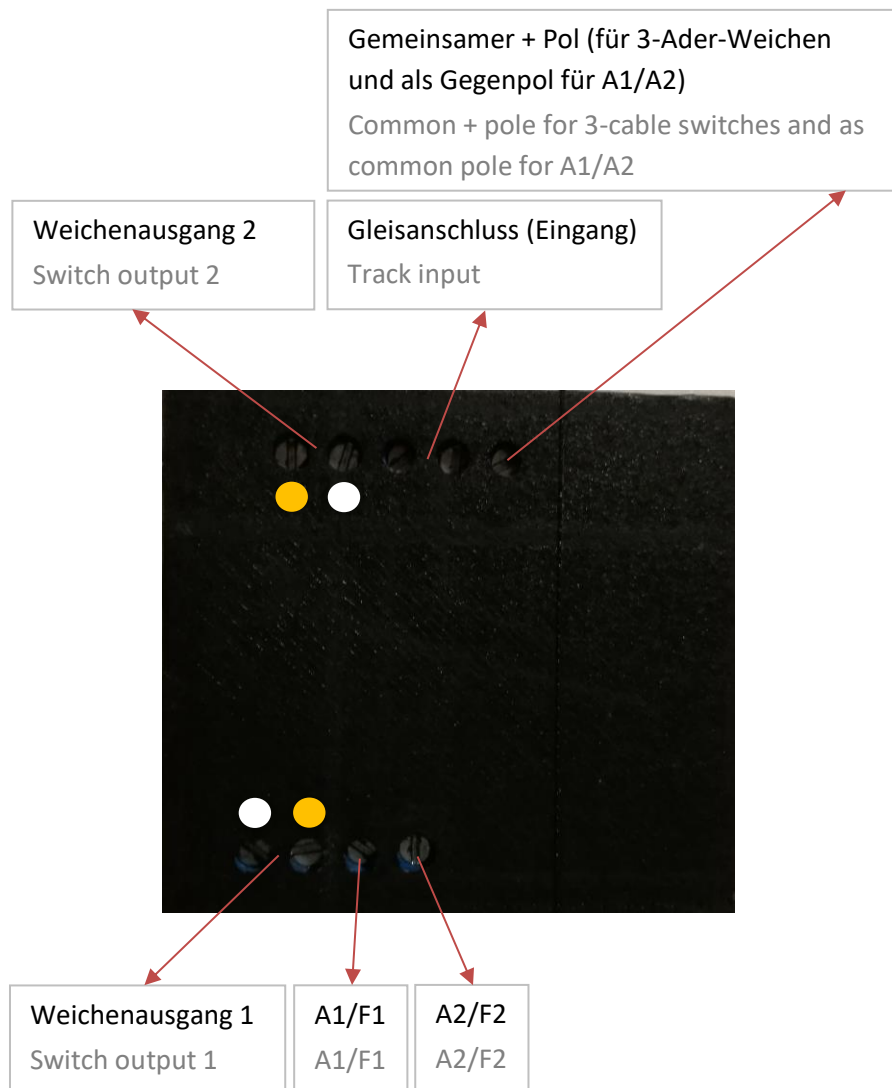 Gemeinsamer + Pol (für 3-Ader-Weichen
und als Gegenpol für A1/A2)
Common + pole for 3-cable switches and as
common pole for A1/A2
Weichenausgang 2
Switch output 2
Gleisanschluss (Eingang)
Track input
Weichenausgang 1
Switch output 1
A1/F1
A1/F1
A2/F2
A2/F2